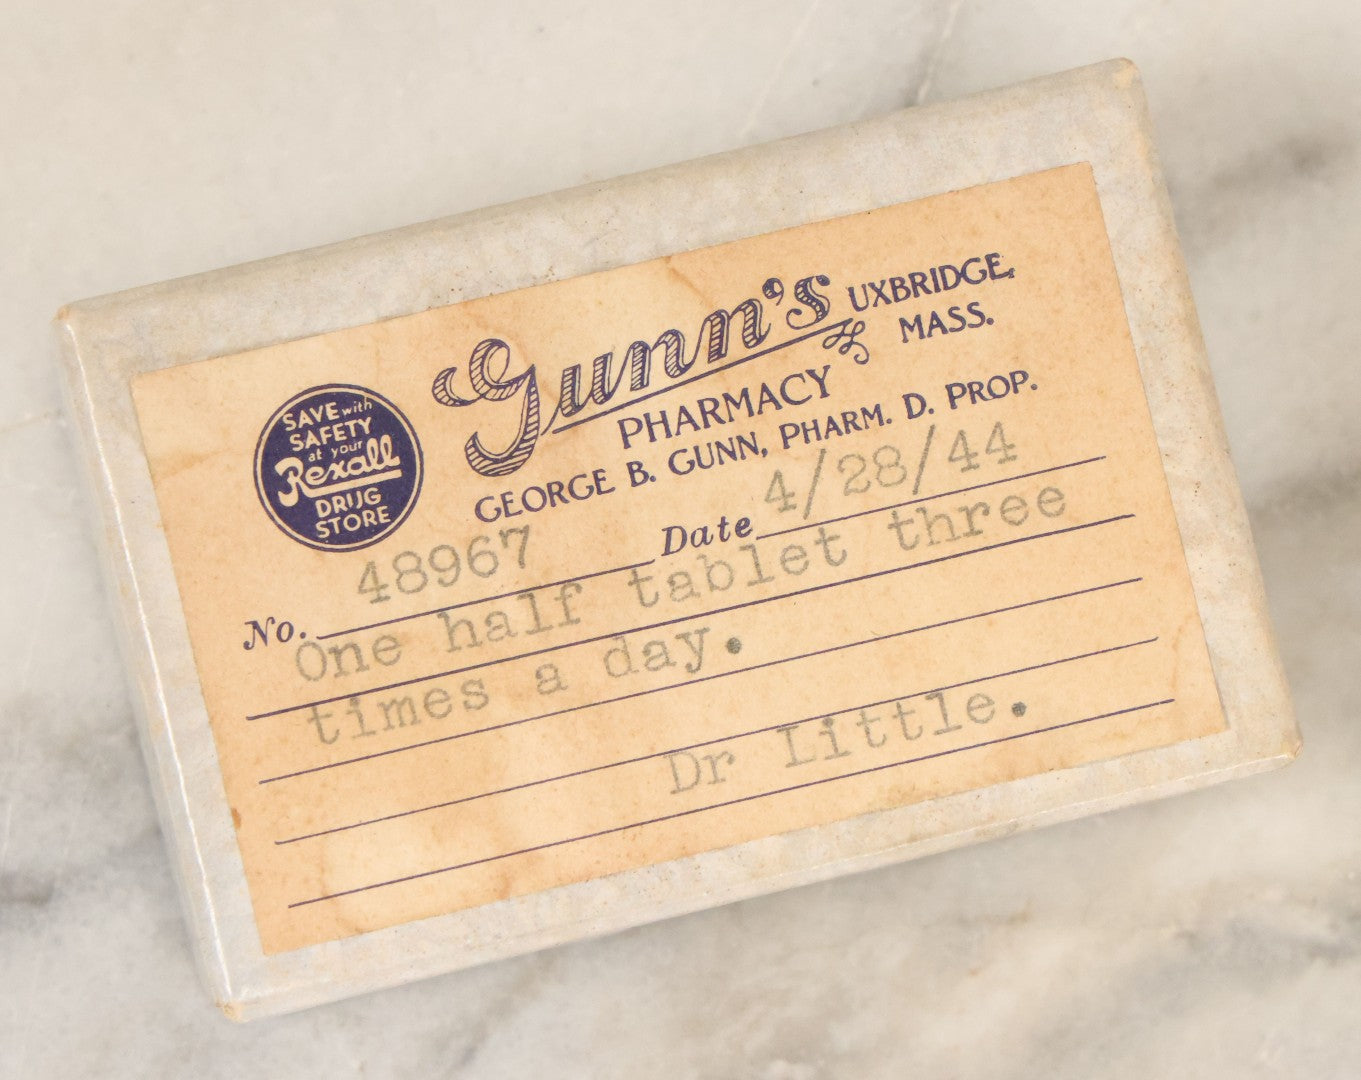 SAVE with
SAFETY
at your
Rexall
DRUG
STORE
Gunn's
UXBRIDGE,
MASS.
PHARMACY
GEORGE B. GUNN, PHARM. D. PROP.
No. 48967 Date 4/28/44
One half tablet three
times a day.
Dr Little.